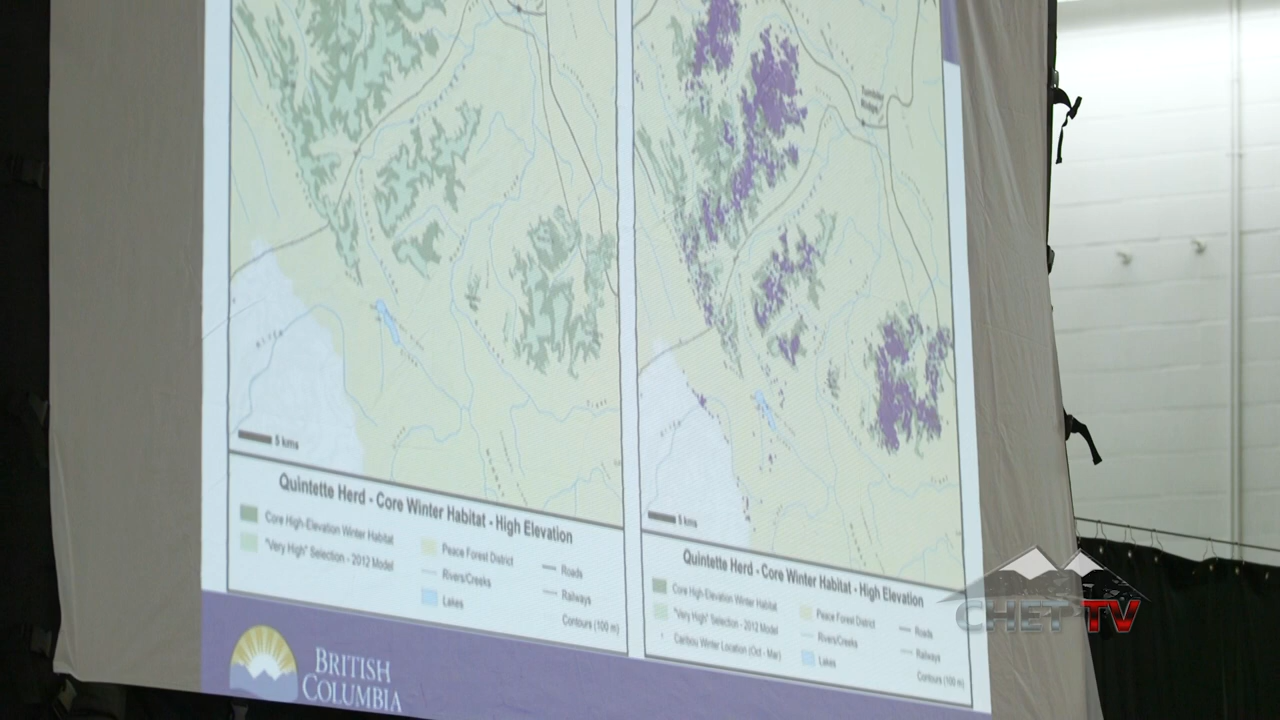 Tumbler
Ridge
RIVER
5 kms
5 kms
Quintette Herd - Core Winter Habitat - High Elevation
Core High-Elevation Winter Habitat
"Very High" Selection - 2012 Model
Peace Forest District
Rivers/Creeks
Lakes
Roads
Railways
Contours (100 m)
Quintette Herd - Core Winter Habitat - High Elevation
Core High-Elevation Winter Habitat
"Very High" Selection - 2012 Model
Caribou Winter Location (Oct - Mar)
Peace Forest District
Rivers/Creeks
Lakes
Roads
Railways
Contours (100 m)
BRITISH
COLUMBIA
CHET TV